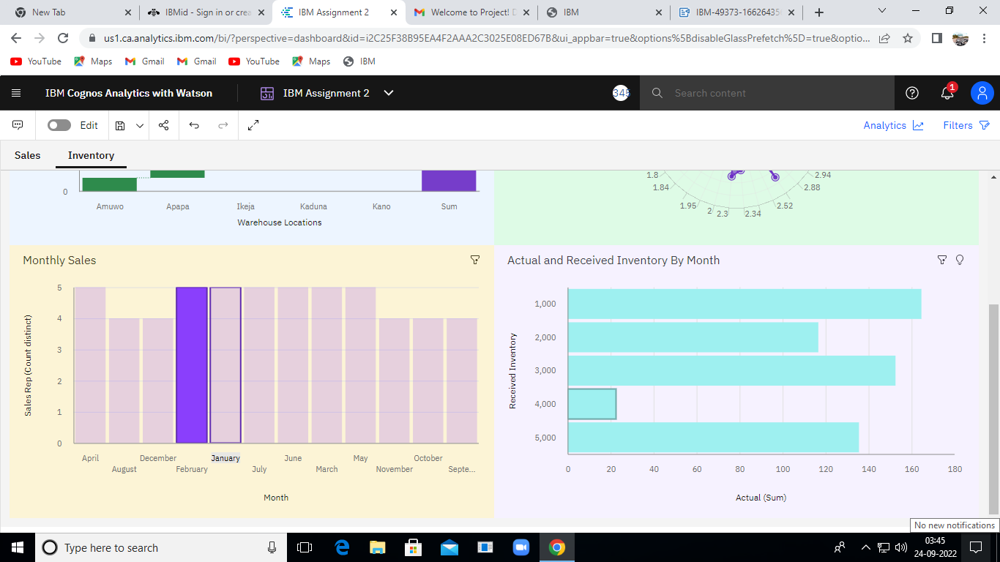 New Tab
IBMid - Sign in or crea
IBM Assignment 2
Welcome to Project! D
IBM
IBM-49373-16626435
us1.ca.analytics.ibm.com/bi/?perspective=dashboard&id=i2C25F38B95EA4F2AAA2C3025E08ED67B&ui_appbar=true&options%5BdisableGlassPrefetch%5D=true&optio...
YouTube Maps Gmail Gmail YouTube Maps IBM
IBM Cognos Analytics with Watson
IBM Assignment 2
345
Search content
1
Edit
Analytics
Filters
Sales Inventory
0
Amuwo Apapa Ikeja Kaduna Kano Sum
Warehouse Locations
1.8
1.84
1.95
2
2.3
2.34
2.52
2.88
2.94
Monthly Sales
Sales Rep (Count distinct)
5
4
3
2
1
0
April August December February January July June March May November October Septe...
Month
Actual and Received Inventory By Month
Received Inventory
1,000
2,000
3,000
4,000
5,000
0 20 40 60 80 100 120 140 160 180
Actual (Sum)
No new notifications
Type here to search
03:45
24-09-2022